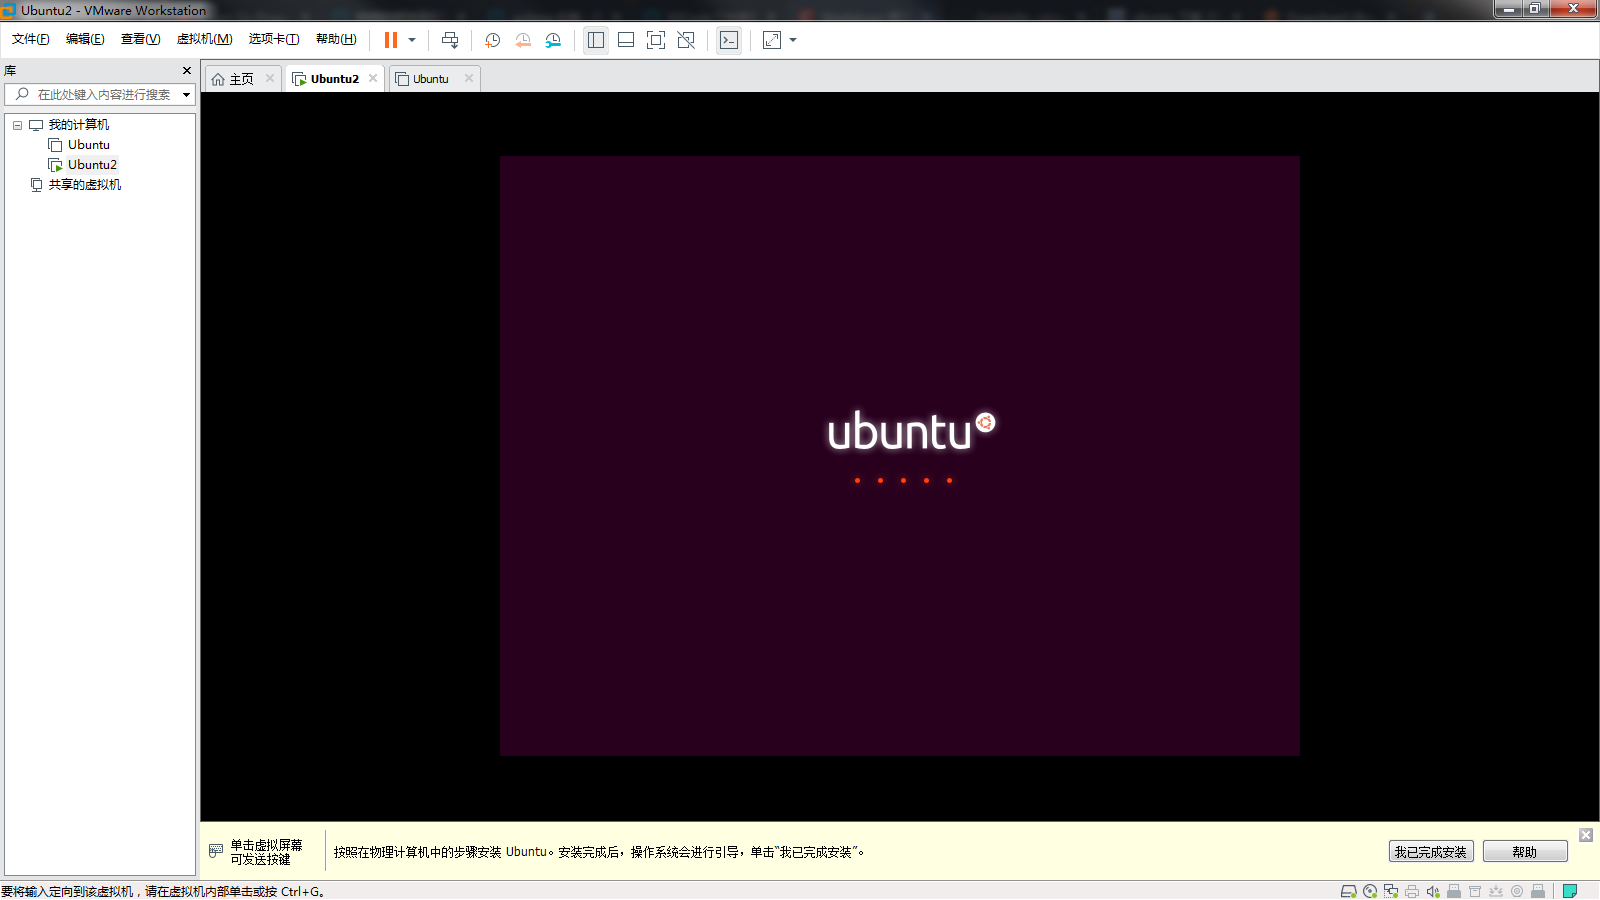 Ubuntu2 - VMware Workstation
文件(F) 编辑(E) 查看(V) 虚拟机(M) 选项卡(T) 帮助(H)
库
主页 Ubuntu2 Ubuntu
在此处键入内容进行搜索
我的计算机
Ubuntu
Ubuntu2
共享的虚拟机
ubuntu
单击虚拟屏幕
可发送按键
按照在物理计算机中的步骤安装 Ubuntu。安装完成后，操作系统会进行引导，单击“我已完成安装”。
我已完成安装 帮助
要将输入定向到该虚拟机，请在虚拟机内部单击或按 Ctrl+G。